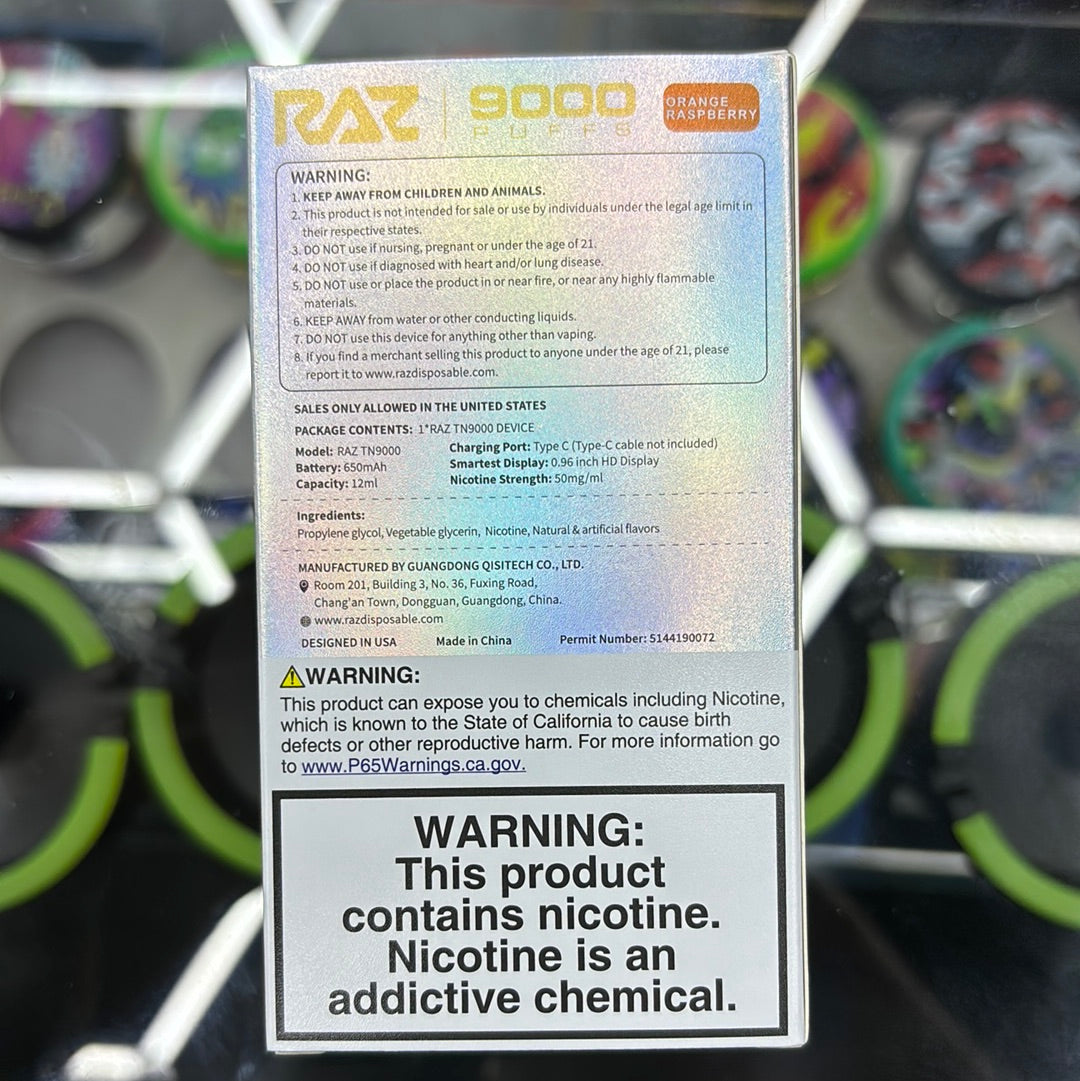 RAZ
9000
PUFFS
ORANGE
RASPBERRY
WARNING:
1. KEEP AWAY FROM CHILDREN AND ANIMALS.
2. This product is not intended for sale or use by individuals under the legal age limit in
their respective states.
3. DO NOT use if nursing, pregnant or under the age of 21.
4. DO NOT use if diagnosed with heart and/or lung disease.
5. DO NOT use or place the product in or near fire, or near any highly flammable
materials.
6. KEEP AWAY from water or other conducting liquids.
7. DO NOT use this device for anything other than vaping.
8. If you find a merchant selling this product to anyone under the age of 21, please
report it to www.razdisposable.com.
SALES ONLY ALLOWED IN THE UNITED STATES
PACKAGE CONTENTS: 1*RAZ TN9000 DEVICE
Model: RAZ TN9000
Battery: 650mAh
Capacity: 12ml
Charging Port: Type C (Type-C cable not included)
Smartest Display: 0.96 inch HD Display
Nicotine Strength: 50mg/ml
Ingredients:
Propylene glycol, Vegetable glycerin, Nicotine, Natural & artificial flavors
MANUFACTURED BY GUANGDONG QISITECH CO., LTD.
Room 201, Building 3, No. 36, Fuxing Road,
Chang'an Town, Dongguan, Guangdong, China.
www.razdisposable.com
DESIGNED IN USA Made in China Permit Number: 5144190072
WARNING:
This product can expose you to chemicals including Nicotine,
which is known to the State of California to cause birth
defects or other reproductive harm. For more information go
to www.P65Warnings.ca.gov.
WARNING:
This product
contains nicotine.
Nicotine is an
addictive chemical.